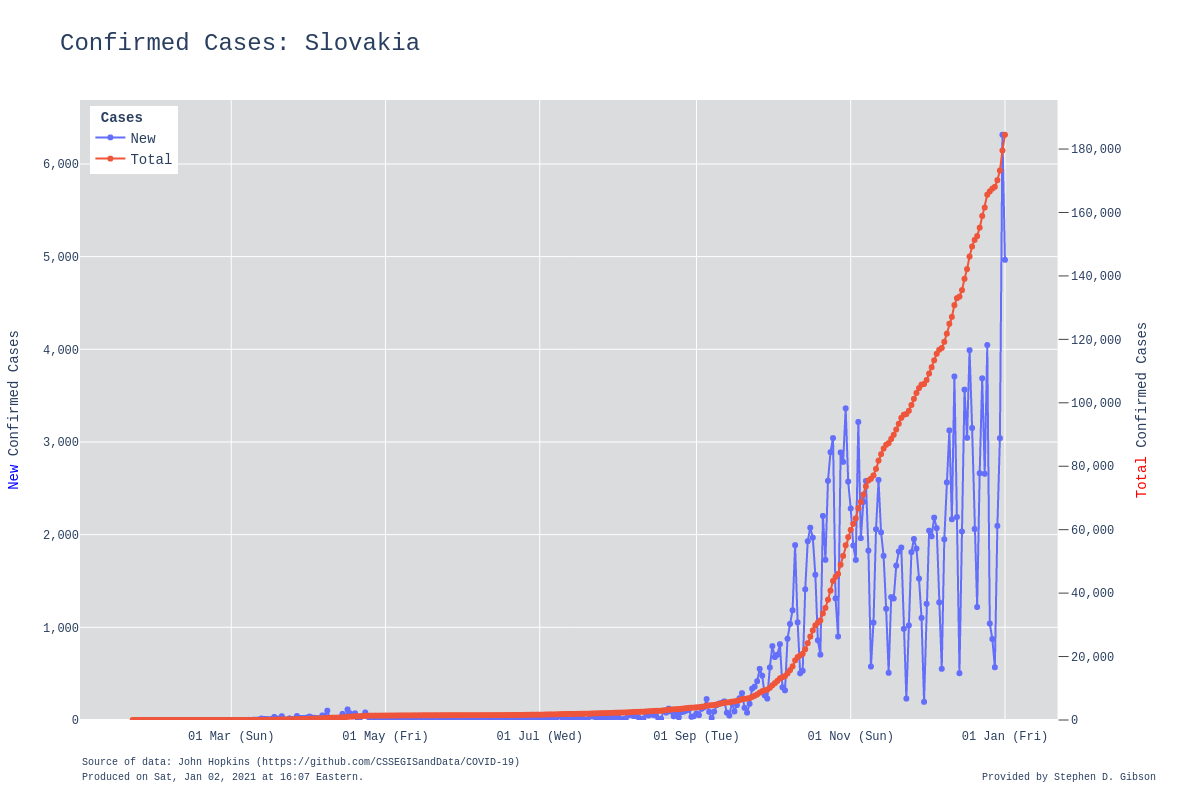 Confirmed Cases: Slovakia
Cases
New
Total
6,000
5,000
4,000
3,000
2,000
1,000
0
New Confirmed Cases
180,000
160,000
140,000
120,000
100,000
80,000
60,000
40,000
20,000
0
Total Confirmed Cases
01 Mar (Sun)
01 May (Fri)
01 Jul (Wed)
01 Sep (Tue)
01 Nov (Sun)
01 Jan (Fri)
Source of data: John Hopkins (https://github.com/CSSEGISandData/COVID-19)
Produced on Sat, Jan 02, 2021 at 16:07 Eastern.
Provided by Stephen D. Gibson